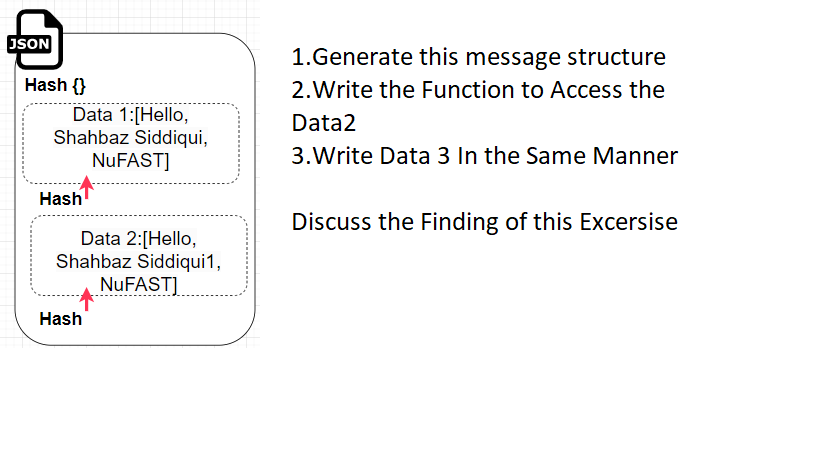 JSON
Hash {}
Data 1:[Hello,
Shahbaz Siddiqui,
NuFAST]
Hash
Data 2:[Hello,
Shahbaz Siddiqui1,
NuFAST]
Hash
1.Generate this message structure
2.Write the Function to Access the
Data2
3.Write Data 3 In the Same Manner
Discuss the Finding of this Excersise